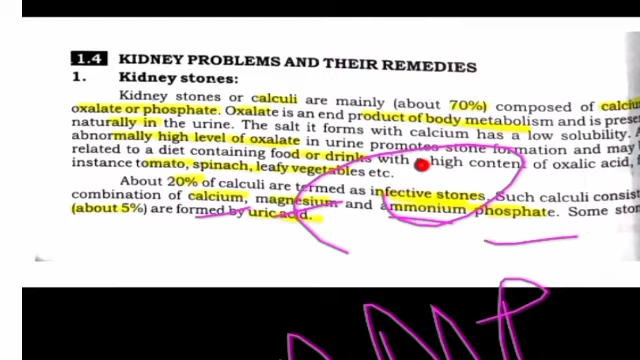 1.4 KIDNEY PROBLEMS AND THEIR REMEDIES
1. Kidney stones:
Kidney stones or calculi are mainly (about 70%) composed of calciu
oxalate or phosphate. Oxalate is an end product of body metabolism and is prese
naturally in the urine. The salt it forms with calcium has a low solubility.
abnormally high level of oxalate in urine promotes stone formation and may
related to a diet containing food or drinks with high content of oxalic acid,
instance tomato, spinach, leafy vegetables etc.
About 20% of calculi are termed as infective stones. Such calculi consist
combination of calcium, magnesium and ammonium phosphate. Some ston
(about 5%) are formed by uric acid.